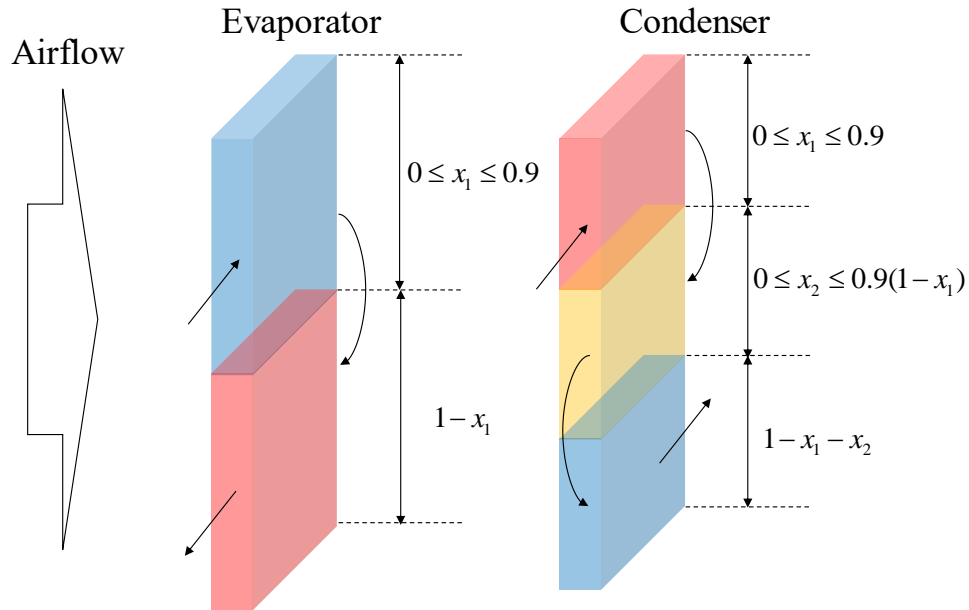 Evaporator
Condenser
Airflow
0 ≤ x₁ ≤ 0.9
1 − x₁
0 ≤ x₁ ≤ 0.9
0 ≤ x₂ ≤ 0.9(1 − x₁)
1 − x₁ − x₂